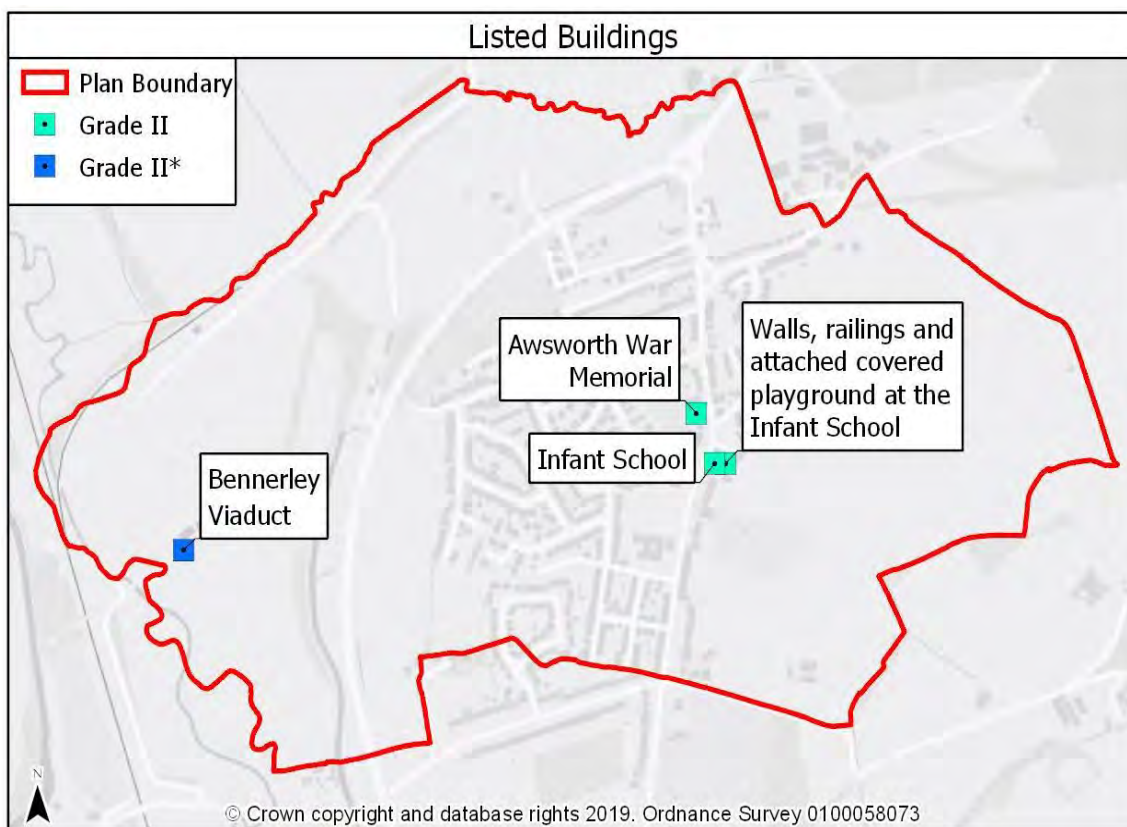 Listed Buildings
Plan Boundary
Grade II
Grade II*
Awsworth War
Memorial
Walls, railings and
attached covered
playground at the
Infant School
Infant School
Bennerley
Viaduct
N
© Crown copyright and database rights 2019. Ordnance Survey 0100058073